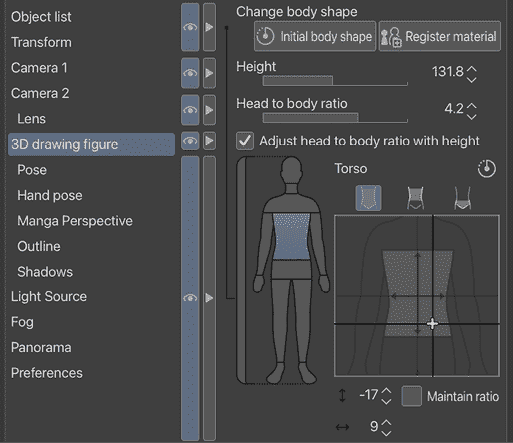 Object list
Transform
Camera 1
Camera 2
Lens
3D drawing figure
Pose
Hand pose
Manga Perspective
Outline
Shadows
Light Source
Fog
Panorama
Preferences
Change body shape
Initial body shape
Register material
Height
131.8
Head to body ratio
4.2
Adjust head to body ratio with height
Torso
-17
Maintain ratio
9